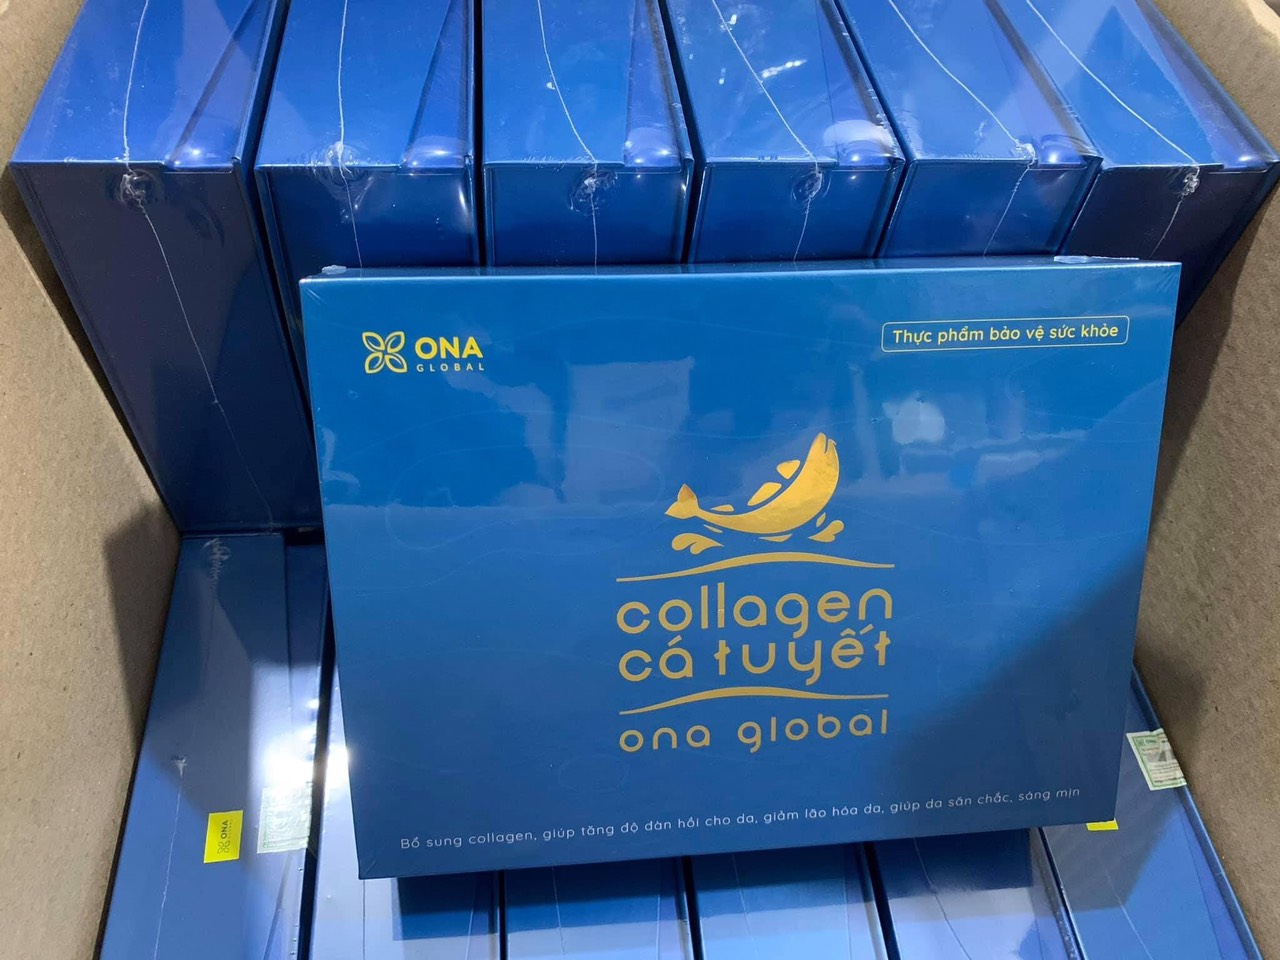 ONA
GLOBAL
Thực phẩm bảo vệ sức khỏe
collagen
cá tuyết
ona global
Bổ sung collagen, giúp tăng độ đàn hồi cho da, giảm lão hóa da, giúp da săn chắc, sáng mịn
ONA